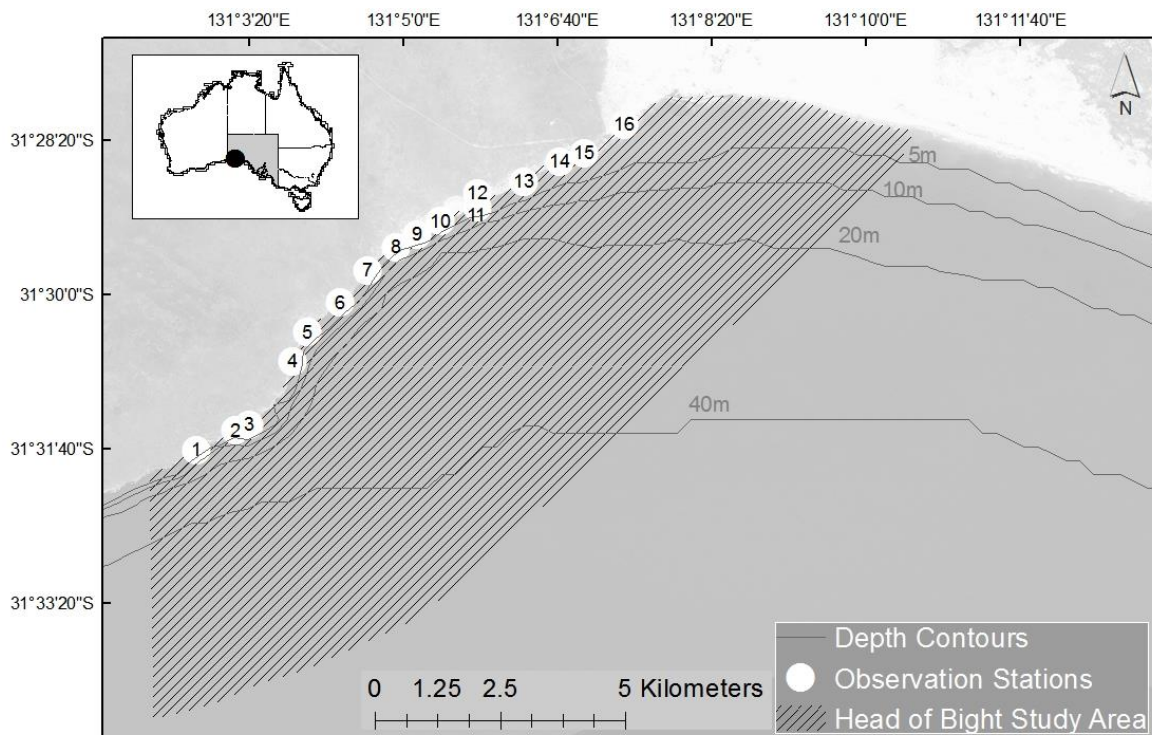 131°3'20"E 131°5'0"E 131°6'40"E 131°8'20"E 131°10'0"E 131°11'40"E
N
31°28'20"S
16
5m
15
14
13
10m
12
11
10
9
20m
8
7
31°30'0"S
6
5
4
40m
3
2
31°31'40"S
1
31°33'20"S
Depth Contours
0 1.25 2.5 5 Kilometers
Observation Stations
Head of Bight Study Area